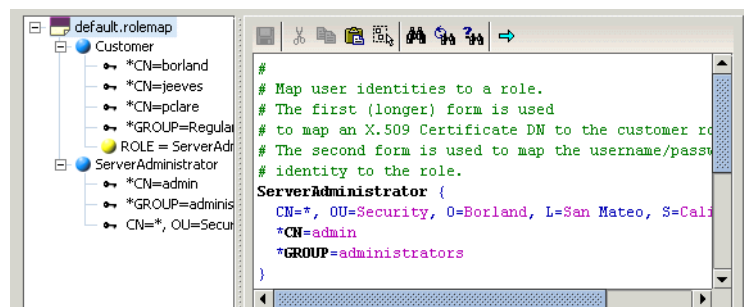 default.rolemap
Customer
*CN=borland
*CN=jeeves
*CN=pclare
*GROUP=Regular
ROLE = ServerAdr
ServerAdministrator
*CN=admin
*GROUP=adminis
CN=*, OU=Secur
#
# Map user identities to a role.
# The first (longer) form is used
# to map an X.509 Certificate DN to the customer ro
# The second form is used to map the username/passw
# identity to the role.
ServerAdministrator {
CN=*, OU=Security, O=Borland, L=San Mateo, S=Cali
*CN=admin
*GROUP=administrators
}